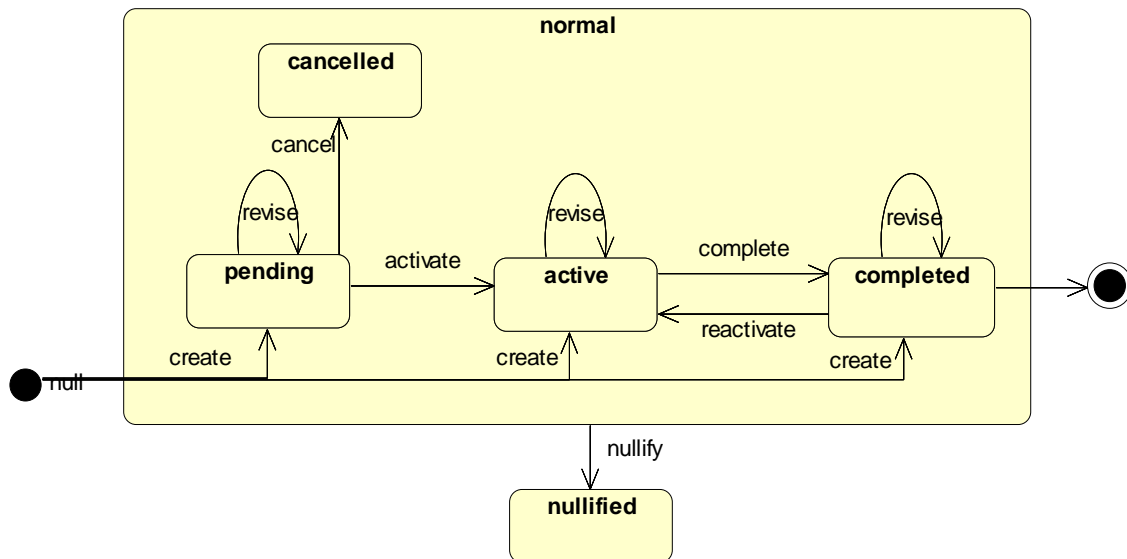 normal
cancelled
cancel
revise
revise
revise
pending
activate
active
complete
completed
reactivate
create
create
create
null
nullify
nullified